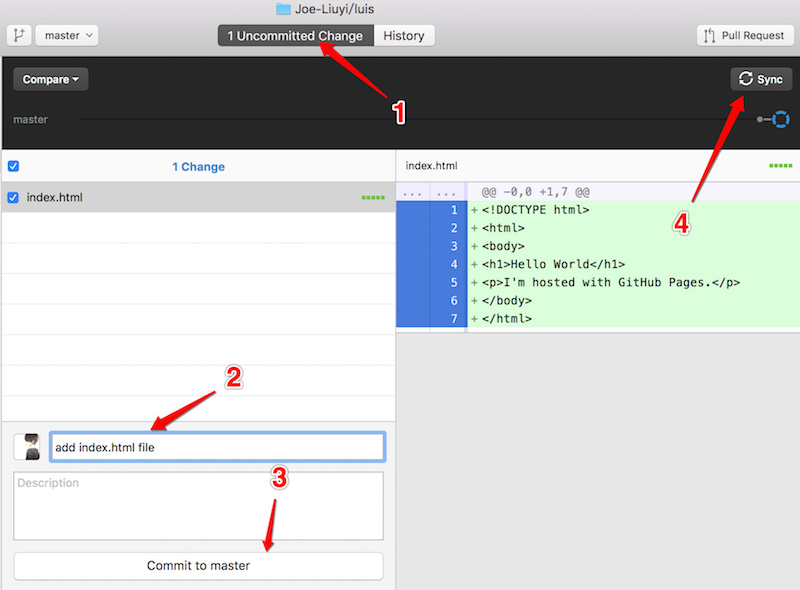 Joe-Liuyi/luis
master
1 Uncommitted Change
History
Pull Request
Compare
Sync
1
master
1 Change
index.html
index.html
... ... @@ -0,0 +1,7 @@
1 +<!DOCTYPE html>
2 +<html>
3 +<body>
4 +<h1>Hello World</h1>
5 +<p>I'm hosted with GitHub Pages.</p>
6 +</body>
7 +</html>
4
2
add index.html file
3
Description
Commit to master